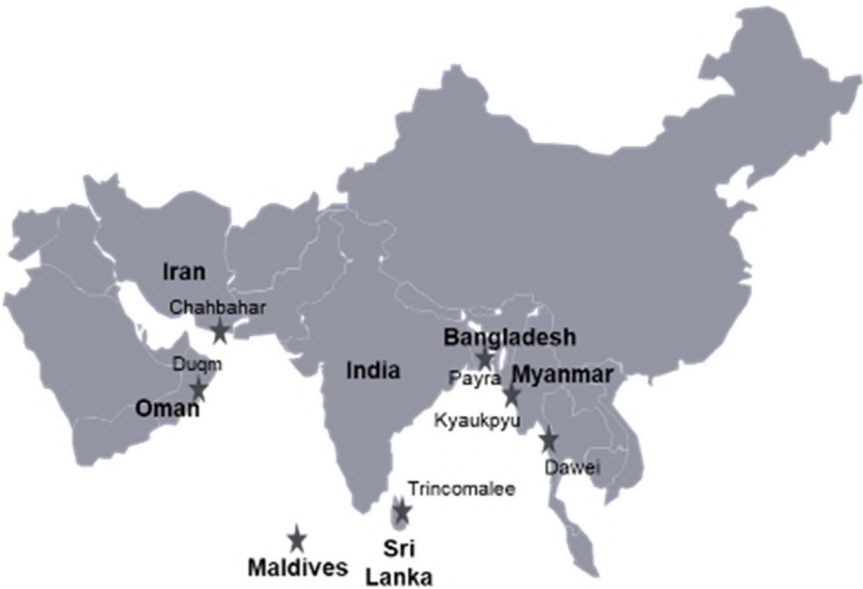 Iran
Chahbahar
Bangladesh
Duqm
India
Payra
Myanmar
Oman
Kyaukpyu
Dawei
Trincomalee
Sri
Lanka
Maldives